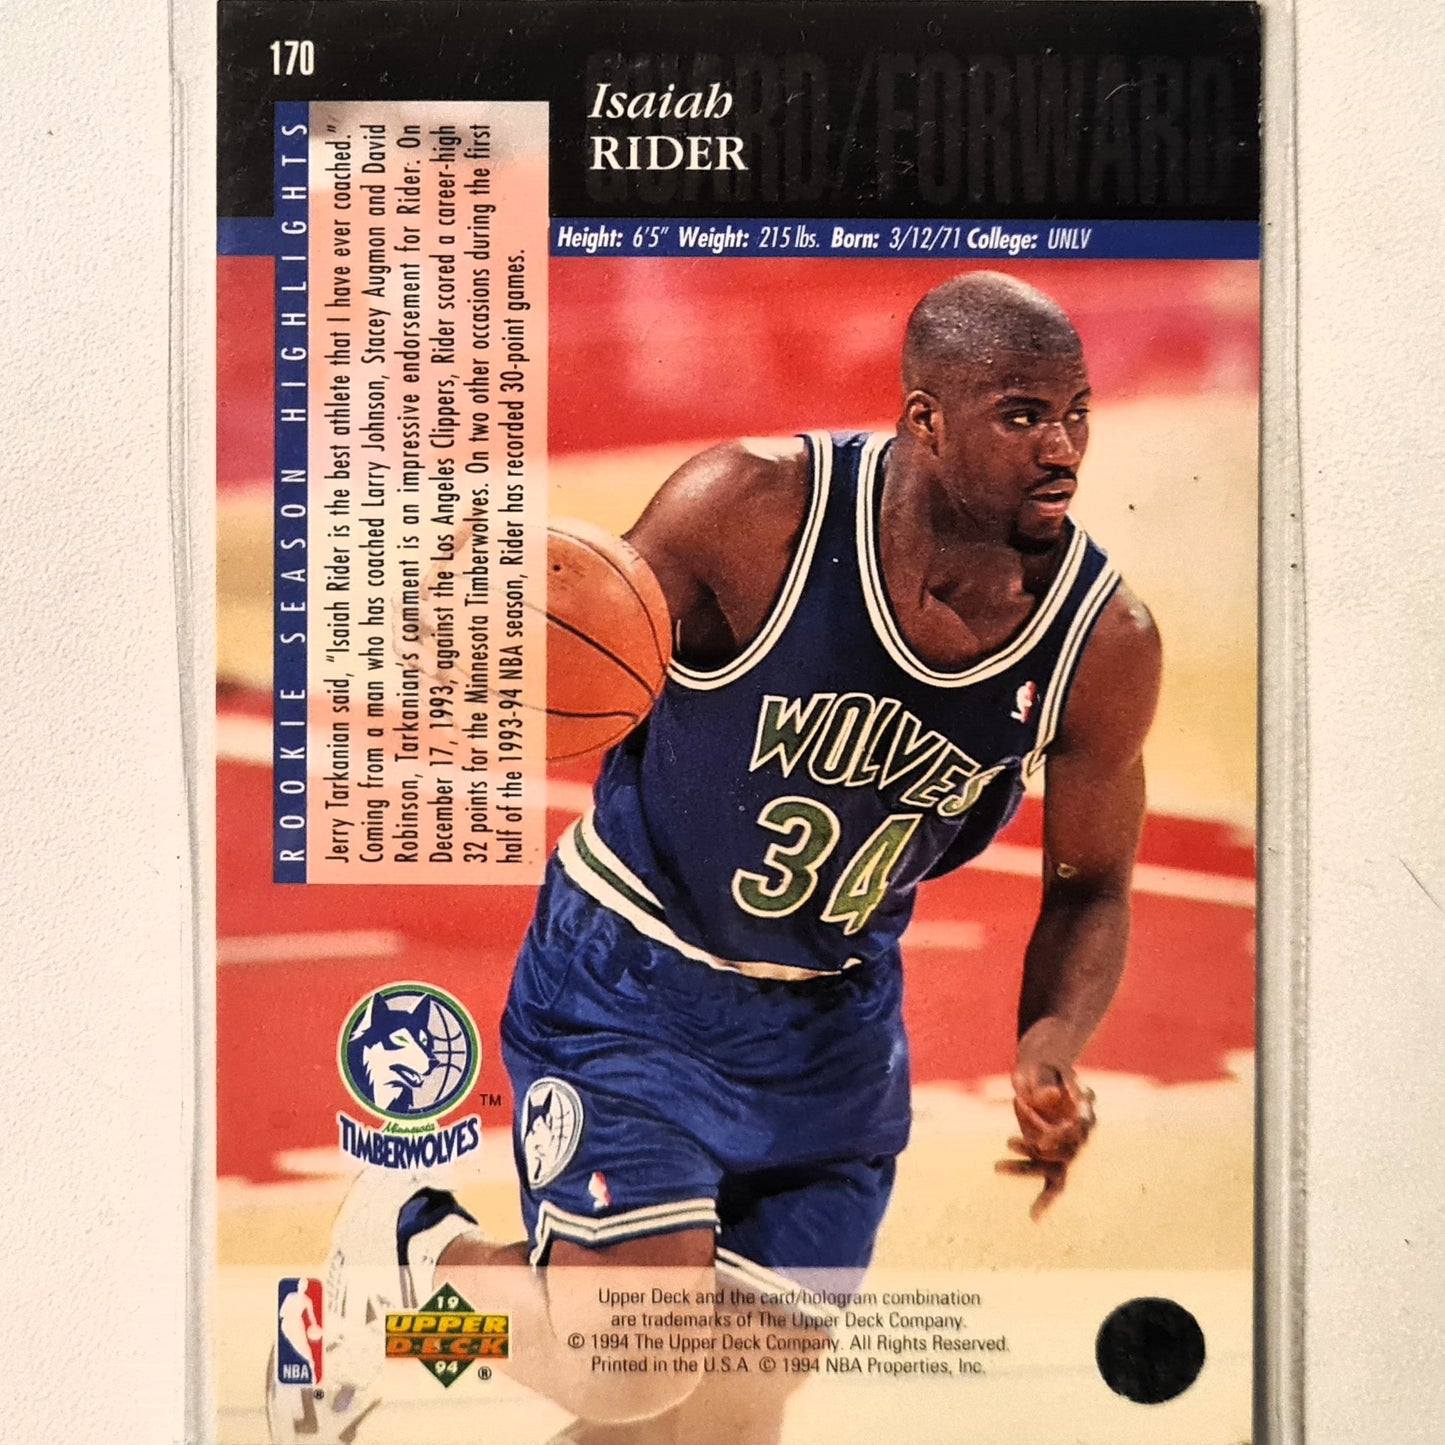 170
GUARD/FORWARD
Isaiah
RIDER
Height: 6'5" Weight: 215 lbs. Born: 3/12/71 College: UNLV
ROOKIE SEASON HIGHLIGHTS
Jerry Tarkanian said, "Isaiah Rider is the best athlete that I have ever coached."
Coming from a man who has coached Larry Johnson, Stacey Augmon and David
Robinson, Tarkanian's comment is an impressive endorsement for Rider. On
December 17, 1993, against the Los Angeles Clippers, Rider scored a career-high
32 points for the Minnesota Timberwolves. On two other occasions during the first
half of the 1993-94 NBA season, Rider has recorded 30-point games.
WOLVES
34
Minnesota
TIMBERWOLVES
TM
NBA
®
19
UPPER
DECK
94
®
Upper Deck and the card/hologram combination
are trademarks of The Upper Deck Company.
© 1994 The Upper Deck Company. All Rights Reserved.
Printed in the U.S.A. © 1994 NBA Properties, Inc.